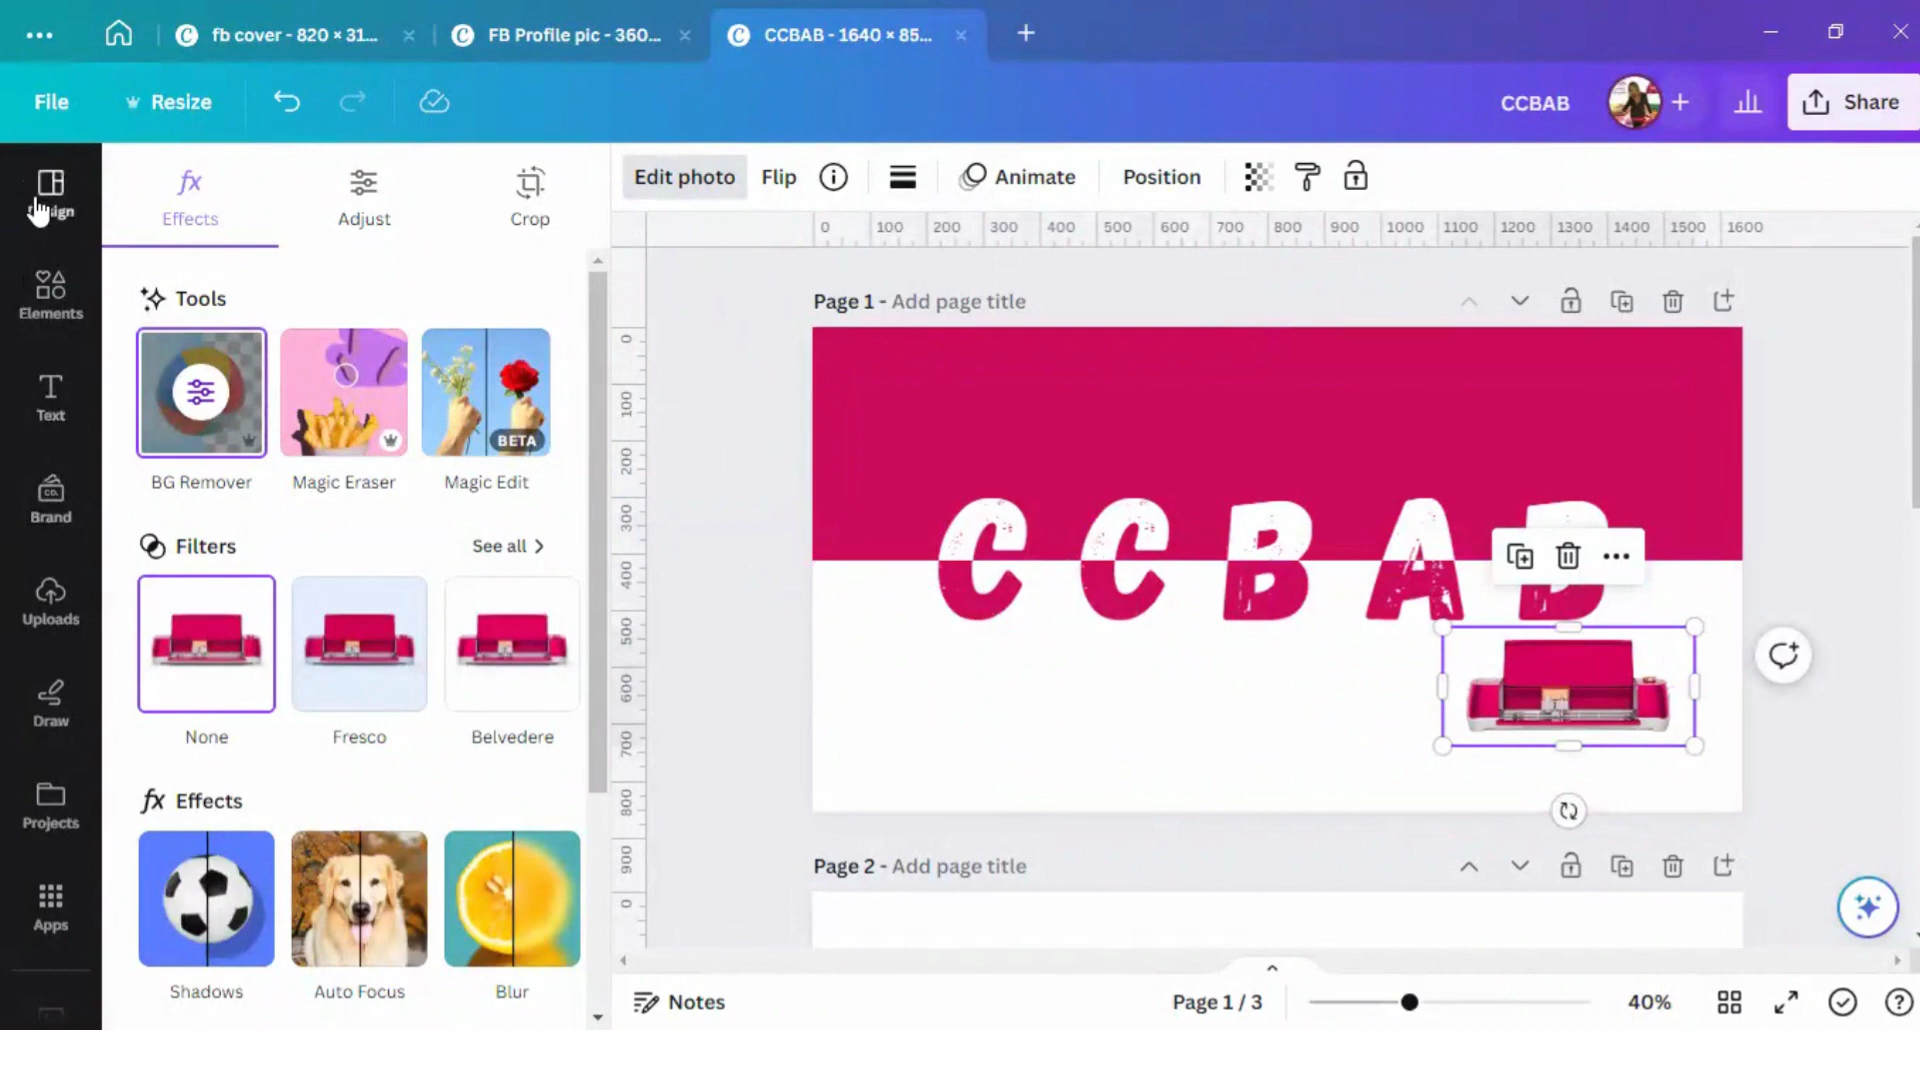 fb cover - 820 × 31...
FB Profile pic - 360...
CCBAB - 1640 × 85...
File
Resize
CCBAB
Share
Design
Elements
Text
Brand
Uploads
Draw
Projects
Apps
Effects
Adjust
Crop
Tools
BETA
BG Remover
Magic Eraser
Magic Edit
Filters
See all
None
Fresco
Belvedere
fx Effects
Shadows
Auto Focus
Blur
Edit photo
Flip
Animate
Position
0 100 200 300 400 500 600 700 800 900 1000 1100 1200 1300 1400 1500 1600
0
100
200
300
400
500
600
700
800
900
0
Page 1 - Add page title
CCBAB
Page 2 - Add page title
Notes
Page 1 / 3
40%